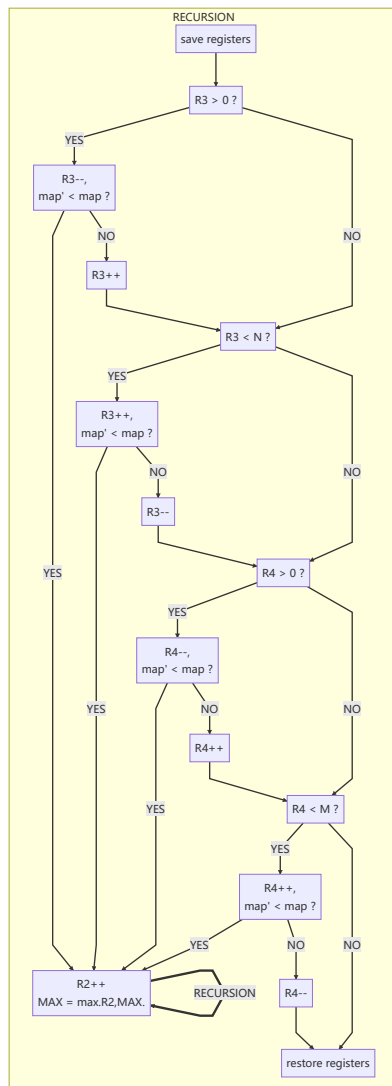 RECURSION
save registers
R3 > 0 ?
YES
NO
R3--,
map' < map ?
NO
R3++
R3 < N ?
YES
NO
R3++,
map' < map ?
NO
R3--
YES
R4 > 0 ?
YES
NO
R4--,
map' < map ?
YES
NO
R4++
YES
R4 < M ?
YES
NO
R4++,
map' < map ?
YES
NO
R2++
MAX = max.R2,MAX.
RECURSION
R4--
restore registers